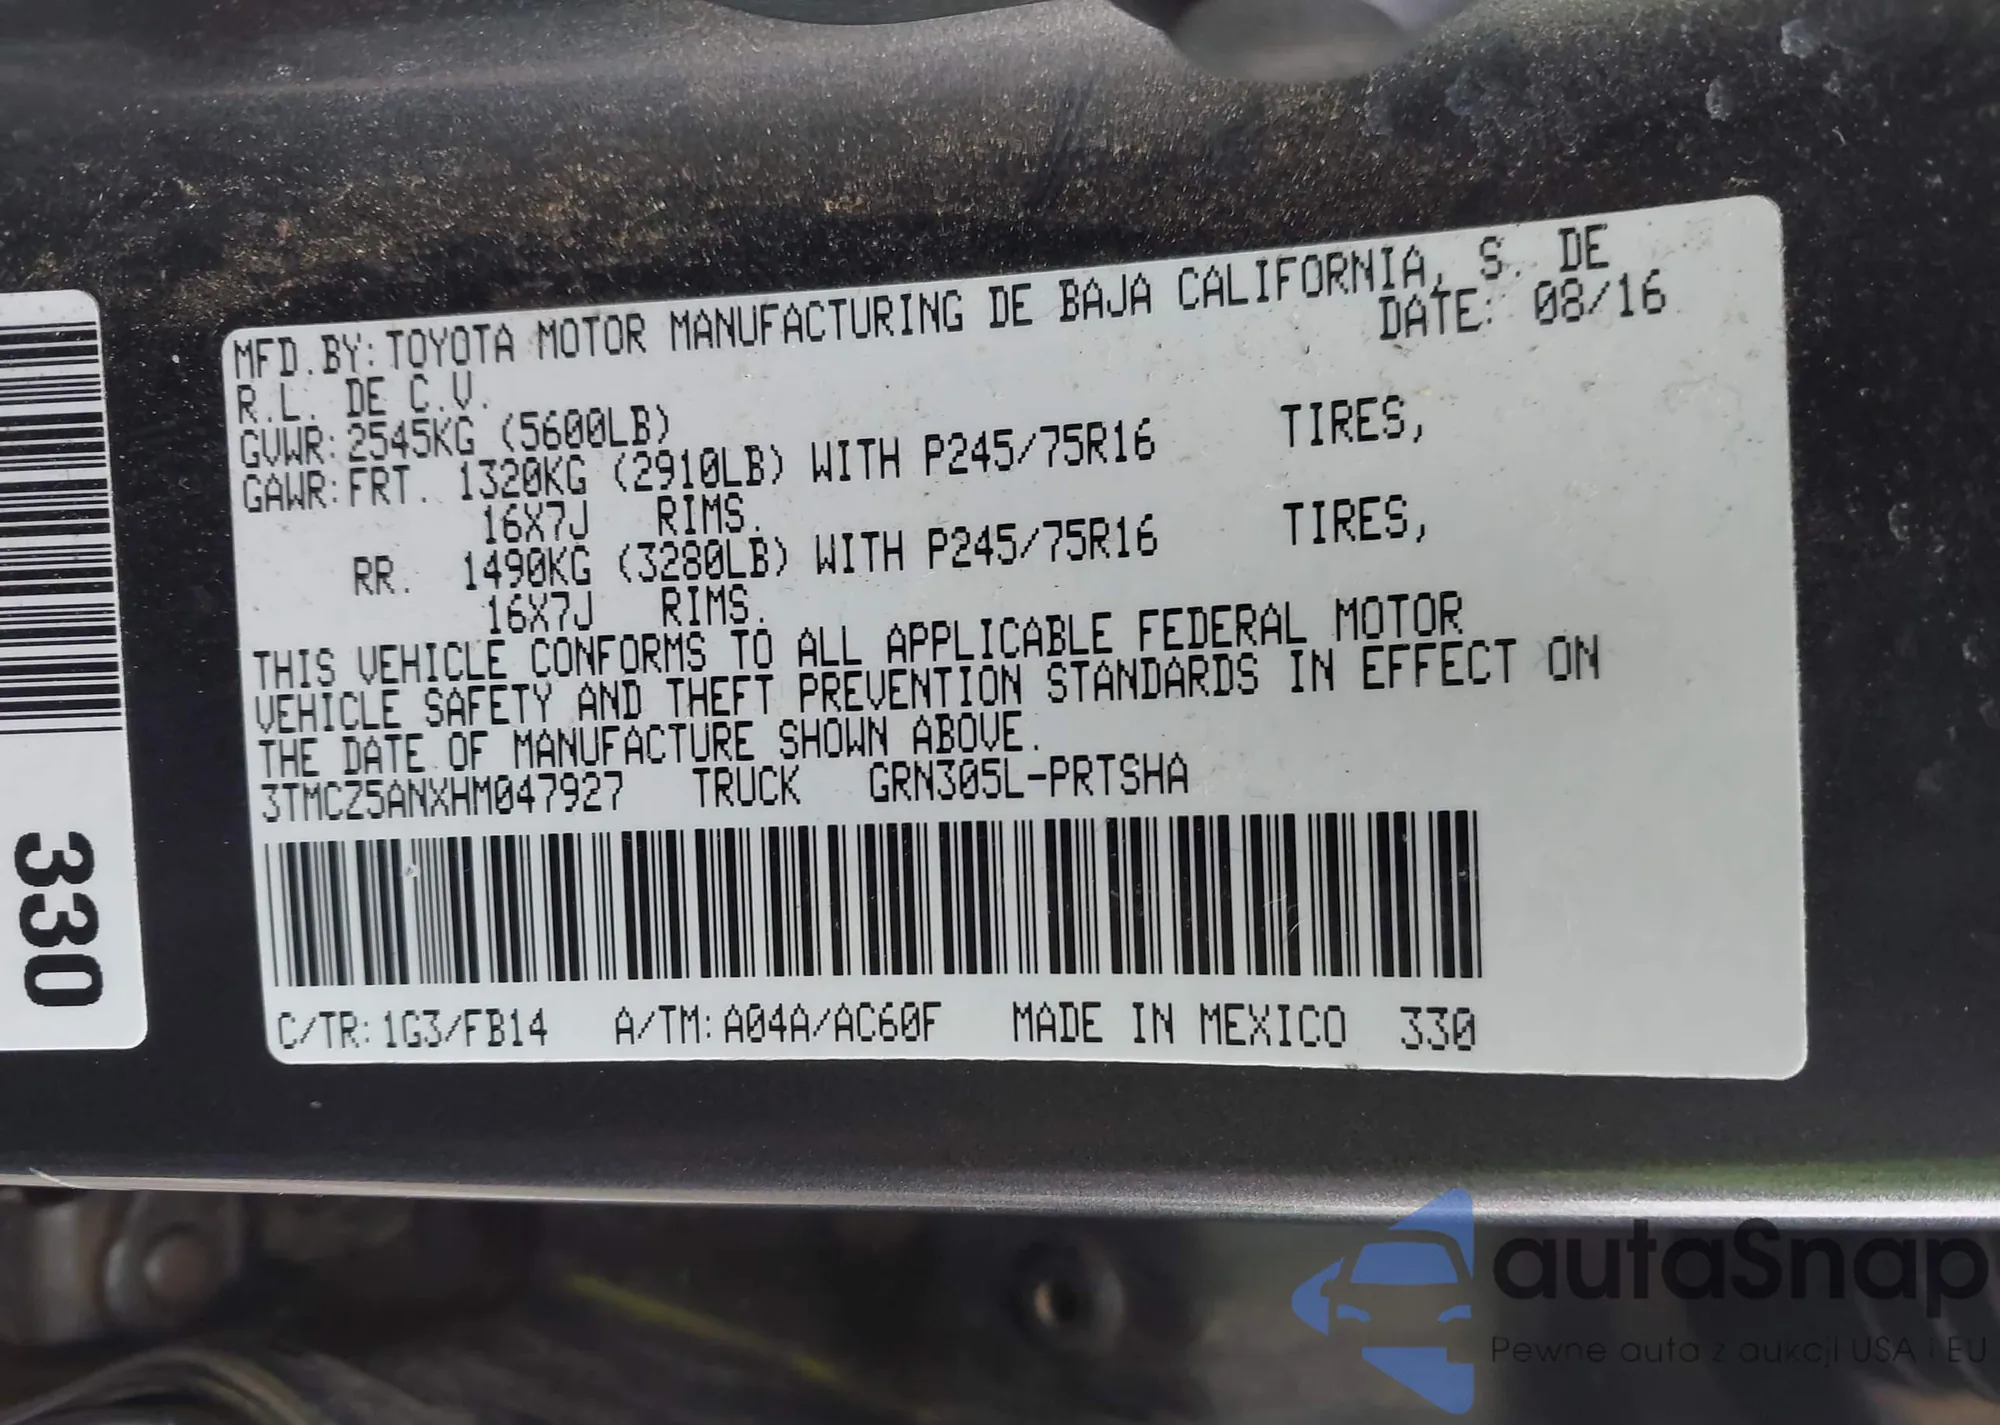 MFD.BY:TOYOTA MOTOR MANUFACTURING DE BAJA CALIFORNIA, S. DE
R.L. DE C.V. DATE: 08/16
GVWR:2545KG (5600LB)
GAWR:FRT. 1320KG (2910LB) WITH P245/75R16 TIRES,
16X7J RIMS.
RR. 1490KG (3280LB) WITH P245/75R16 TIRES,
16X7J RIMS.
THIS VEHICLE CONFORMS TO ALL APPLICABLE FEDERAL MOTOR
VEHICLE SAFETY AND THEFT PREVENTION STANDARDS IN EFFECT ON
THE DATE OF MANUFACTURE SHOWN ABOVE.
3TMCZ5ANXHM047927 TRUCK GRN305L-PRTSHA
C/TR:1G3/FB14 A/TM:A04A/AC60F MADE IN MEXICO 330
330
autaSnap
Pewne auta z aukcji USA i EU